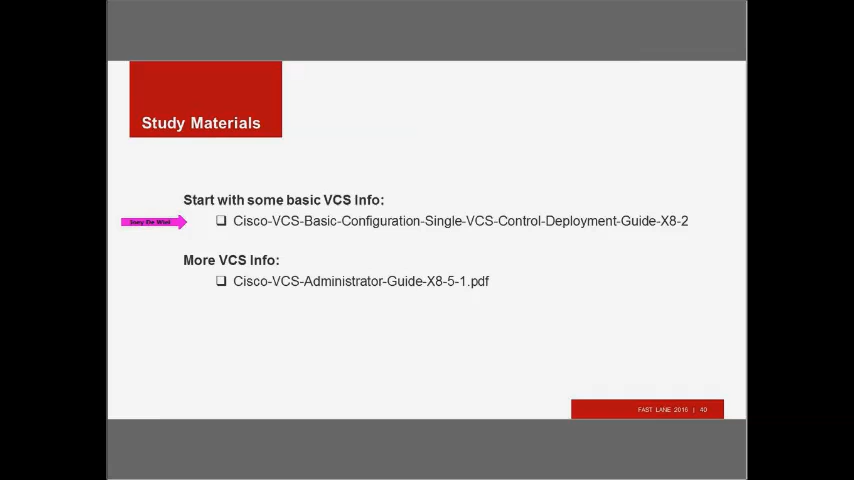 Study Materials
Start with some basic VCS Info:
Cisco-VCS-Basic-Configuration-Single-VCS-Control-Deployment-Guide-X8-2
More VCS Info:
Cisco-VCS-Administrator-Guide-X8-5-1.pdf
FAST LANE 2016 | 40